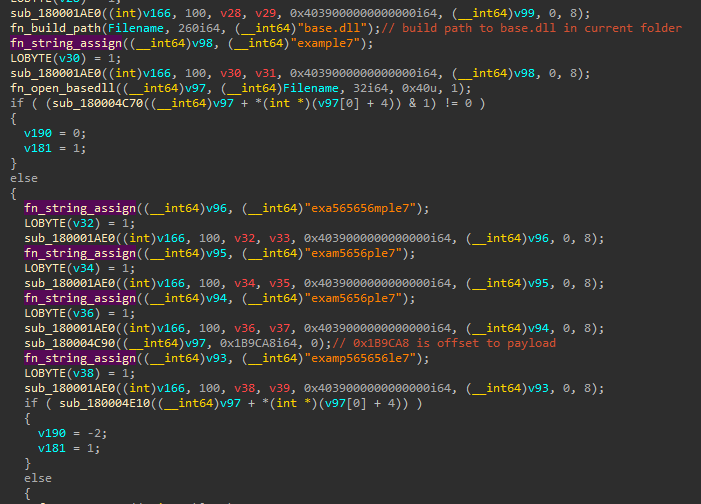 sub_180001AE0((int)v166, 100, v28, v29, 0x4039000000000000i64, (__int64)v99, 0, 8);
fn_build_path(Filename, 260i64, (__int64)"base.dll");// build path to base.dll in current folder
fn_string_assign((__int64)v98, (__int64)"example7");
LOBYTE(v30) = 1;
sub_180001AE0((int)v166, 100, v30, v31, 0x4039000000000000i64, (__int64)v98, 0, 8);
fn_open_basedll((__int64)v97, (__int64)Filename, 32i64, 0x40u, 1);
if ( (sub_180004C70((__int64)v97 + *(int *)(v97[0] + 4)) & 1) != 0 )
{
v190 = 0;
v181 = 1;
}
else
{
fn_string_assign((__int64)v96, (__int64)"exa565656mple7");
LOBYTE(v32) = 1;
sub_180001AE0((int)v166, 100, v32, v33, 0x4039000000000000i64, (__int64)v96, 0, 8);
fn_string_assign((__int64)v95, (__int64)"exam5656ple7");
LOBYTE(v34) = 1;
sub_180001AE0((int)v166, 100, v34, v35, 0x4039000000000000i64, (__int64)v95, 0, 8);
fn_string_assign((__int64)v94, (__int64)"exam5656ple7");
LOBYTE(v36) = 1;
sub_180001AE0((int)v166, 100, v36, v37, 0x4039000000000000i64, (__int64)v94, 0, 8);
sub_180004C90((__int64)v97, 0x1B9CA8i64, 0);// 0x1B9CA8 is offset to payload
fn_string_assign((__int64)v93, (__int64)"examp565656le7");
LOBYTE(v38) = 1;
sub_180001AE0((int)v166, 100, v38, v39, 0x4039000000000000i64, (__int64)v93, 0, 8);
if ( sub_180004E10((__int64)v97 + *(int *)(v97[0] + 4)) )
{
v190 = -2;
v181 = 1;
}
else
{